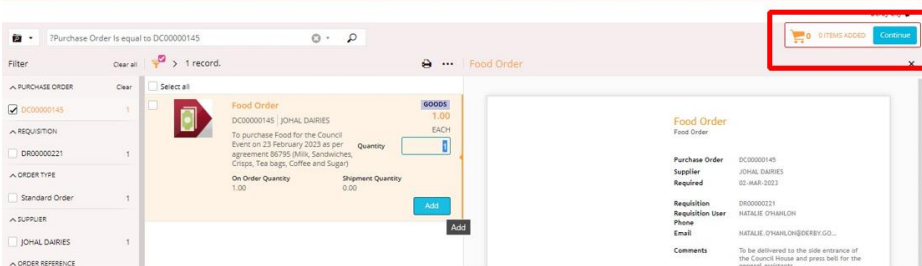 ?Purchase Order Is equal to DC00000145
0 0 ITEMS ADDED Continue
Filter Clear all
1 record.
Food Order
PURCHASE ORDER Clear
DC00000145 1
REQUISITION
DR00000221 1
ORDER TYPE
Standard Order 1
SUPPLIER
JOHAL DAIRIES 1
ORDER REFERENCE
Select all
Food Order GOODS
DC00000145 JOHAL DAIRIES 1.00
EACH
To purchase Food for the Council
Event on 23 February 2023 as per
agreement 86795 (Milk, Sandwiches,
Crisps, Tea bags, Coffee and Sugar)
Quantity 1
On Order Quantity Shipment Quantity
1.00 0.00
Add
Add
Food Order
Food Order
Purchase Order DC00000145
Supplier JOHAL DAIRIES
Required 02-MAR-2023
Requisition DR00000221
Requisition User NATALIE O'HANLON
Phone
Email NATALIE.O'HANLON@DERBY.GO...
Comments To be delivered to the side entrance of
the Council House and press bell for the